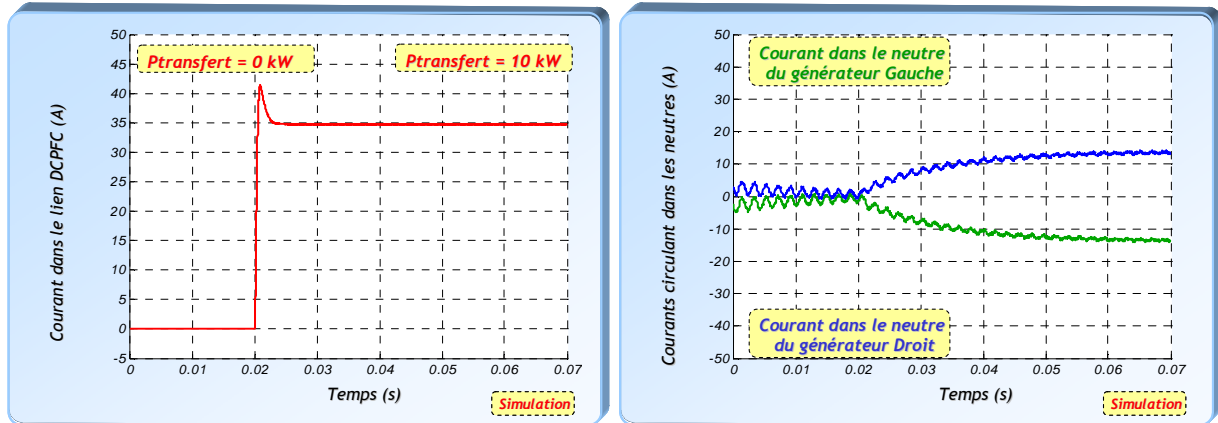 Ptransfert = 0 kW
Ptransfert = 10 kW
Courant dans le lien DCPFC (A)
50
45
40
35
30
25
20
15
10
5
0
-5
0 0.01 0.02 0.03 0.04 0.05 0.06 0.07
Temps (s)
Simulation
Courant dans le neutre
du générateur Gauche
Courants circulant dans les neutres (A)
50
40
30
20
10
0
-10
-20
-30
-40
-50
Courant dans le neutre
du générateur Droit
0 0.01 0.02 0.03 0.04 0.05 0.06 0.07
Temps (s)
Simulation